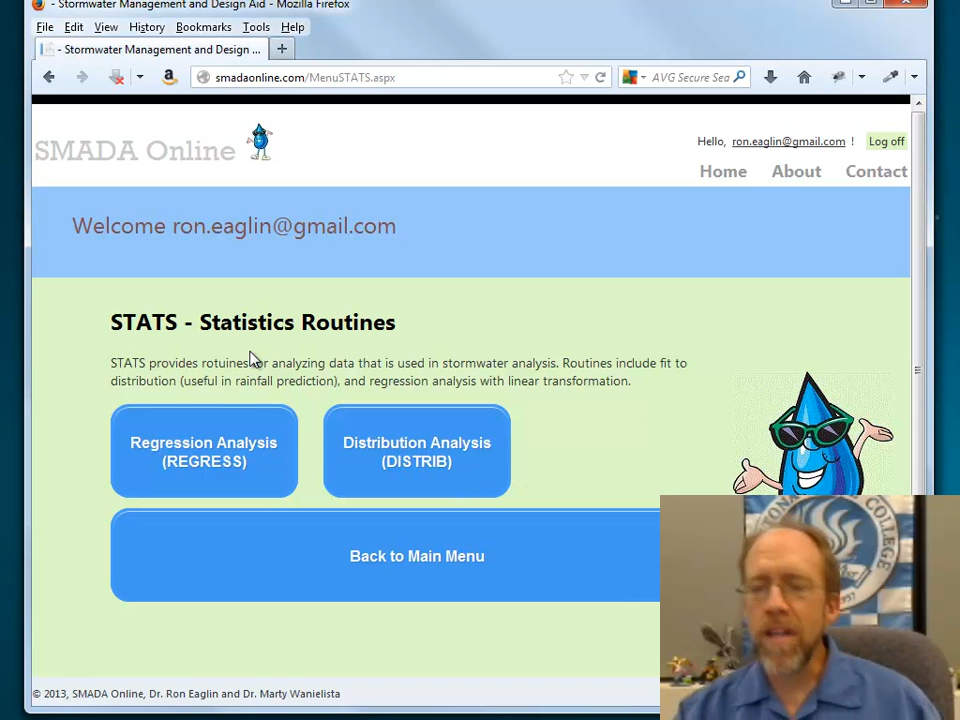 - Stormwater Management and Design Aid - Mozilla Firefox
File Edit View History Bookmarks Tools Help
- Stormwater Management and Design ... +
smadaonline.com/MenuSTATS.aspx
AVG Secure Sea
SMADA Online
Hello, ron.eaglin@gmail.com ! Log off
Home About Contact
Welcome ron.eaglin@gmail.com
STATS - Statistics Routines
STATS provides rotuines or analyzing data that is used in stormwater analysis. Routines include fit to
distribution (useful in rainfall prediction), and regression analysis with linear transformation.
Regression Analysis
(REGRESS)
Distribution Analysis
(DISTRIB)
Back to Main Menu
COLLEGE
1957
© 2013, SMADA Online, Dr. Ron Eaglin and Dr. Marty Wanielista